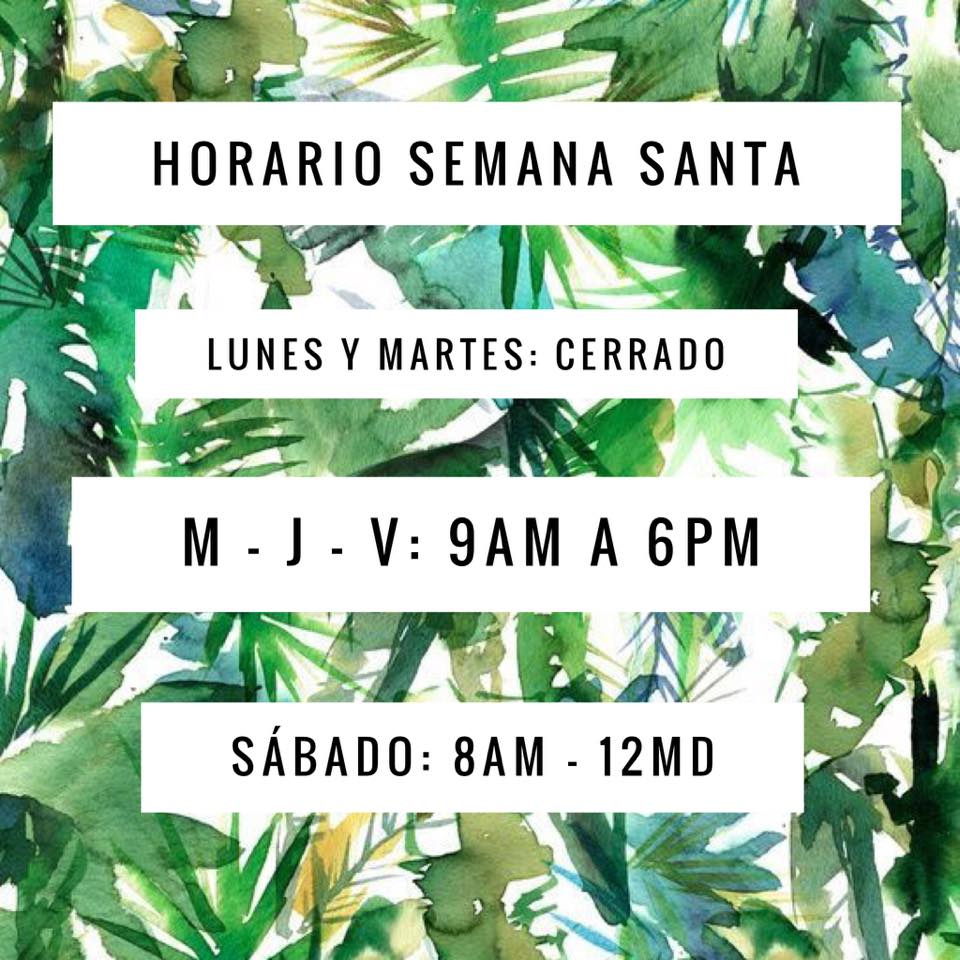 HORARIO SEMANA SANTA
LUNES Y MARTES: CERRADO
M - J - V: 9AM A 6PM
SÁBADO: 8AM - 12MD